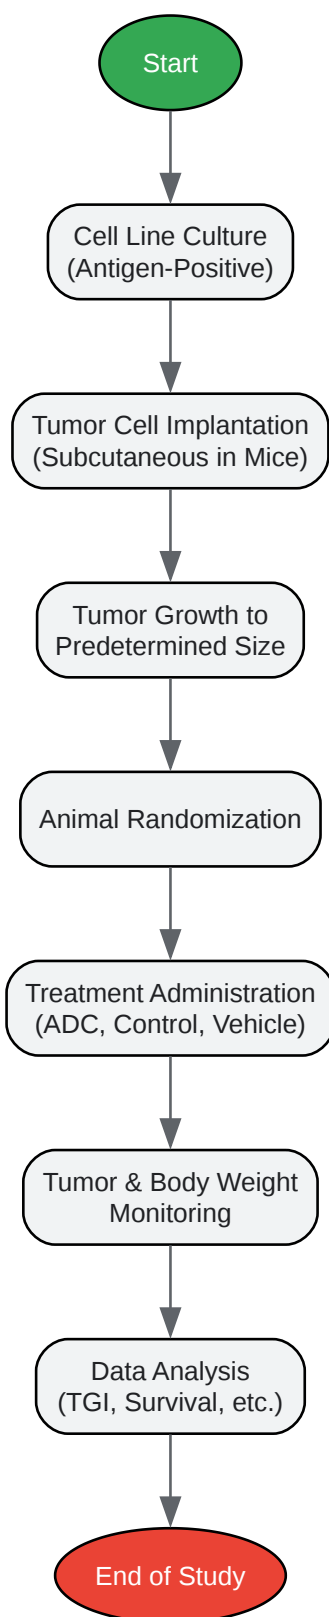 Start
Cell Line Culture
(Antigen-Positive)
Tumor Cell Implantation
(Subcutaneous in Mice)
Tumor Growth to
Predetermined Size
Animal Randomization
Treatment Administration
(ADC, Control, Vehicle)
Tumor & Body Weight
Monitoring
Data Analysis
(TGI, Survival, etc.)
End of Study